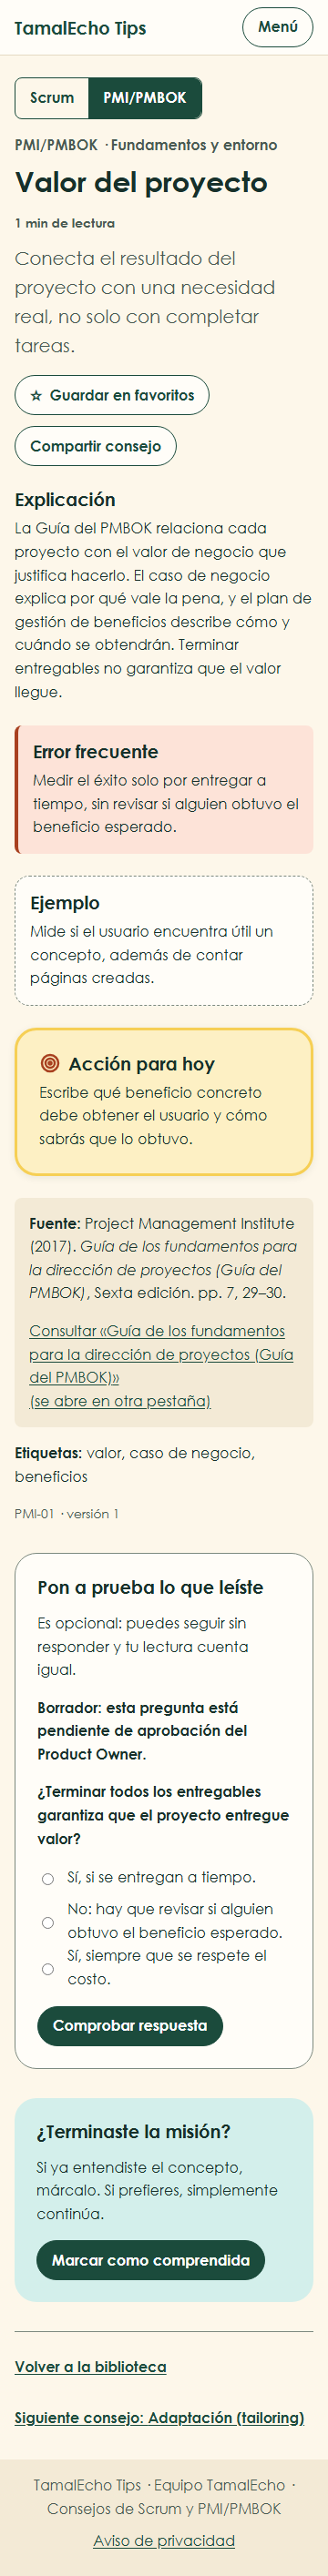 TamalEcho Tips
Menú
Scrum
PMI/PMBOK
PMI/PMBOK · Fundamentos y entorno
Valor del proyecto
1 min de lectura
Conecta el resultado del
proyecto con una necesidad
real, no solo con completar
tareas.
☆ Guardar en favoritos
Compartir consejo
Explicación
La Guía del PMBOK relaciona cada
proyecto con el valor de negocio que
justifica hacerlo. El caso de negocio
explica por qué vale la pena, y el plan de
gestión de beneficios describe cómo y
cuándo se obtendrán. Terminar
entregables no garantiza que el valor
llegue.
Error frecuente
Medir el éxito solo por entregar a
tiempo, sin revisar si alguien obtuvo el
beneficio esperado.
Ejemplo
Mide si el usuario encuentra útil un
concepto, además de contar
páginas creadas.
Acción para hoy
Escribe qué beneficio concreto
debe obtener el usuario y cómo
sabrás que lo obtuvo.
Fuente: Project Management Institute
(2017). Guía de los fundamentos para
la dirección de proyectos (Guía del
PMBOK), Sexta edición. pp. 7, 29–30.
Consultar «Guía de los fundamentos
para la dirección de proyectos (Guía
del PMBOK)»
(se abre en otra pestaña)
Etiquetas: valor, caso de negocio,
beneficios
PMI-01 · versión 1
Pon a prueba lo que leíste
Es opcional: puedes seguir sin
responder y tu lectura cuenta
igual.
Borrador: esta pregunta está
pendiente de aprobación del
Product Owner.
¿Terminar todos los entregables
garantiza que el proyecto entregue
valor?
Sí, si se entregan a tiempo.
No: hay que revisar si alguien
obtuvo el beneficio esperado.
Sí, siempre que se respete el
costo.
Comprobar respuesta
¿Terminaste la misión?
Si ya entendiste el concepto,
márcalo. Si prefieres, simplemente
continúa.
Marcar como comprendida
Volver a la biblioteca
Siguiente consejo: Adaptación (tailoring)
TamalEcho Tips · Equipo TamalEcho ·
Consejos de Scrum y PMI/PMBOK
Aviso de privacidad